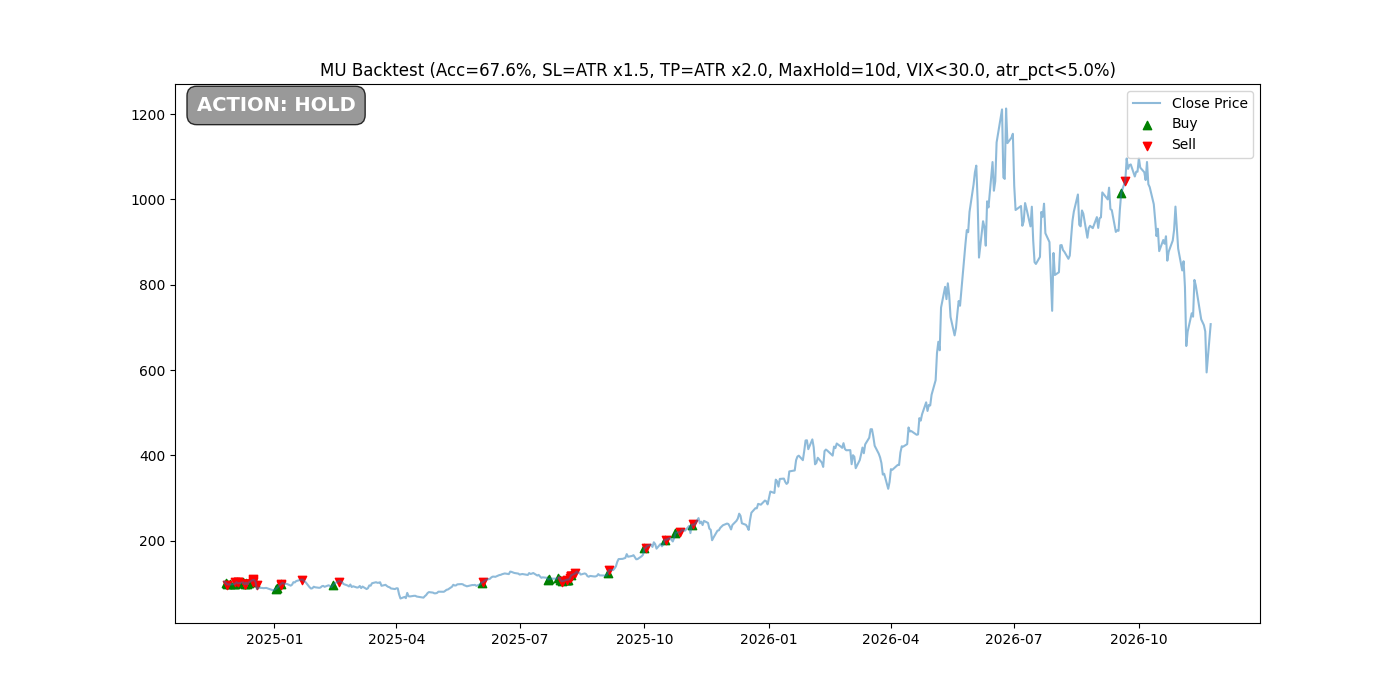 MU Backtest (Acc=67.6%, SL=ATR x1.5, TP=ATR x2.0, MaxHold=10d, VIX<30.0, atr_pct<5.0%)
ACTION: HOLD
Close Price
Buy
Sell
1200
1000
800
600
400
200
2025-01 2025-04 2025-07 2025-10 2026-01 2026-04 2026-07 2026-10